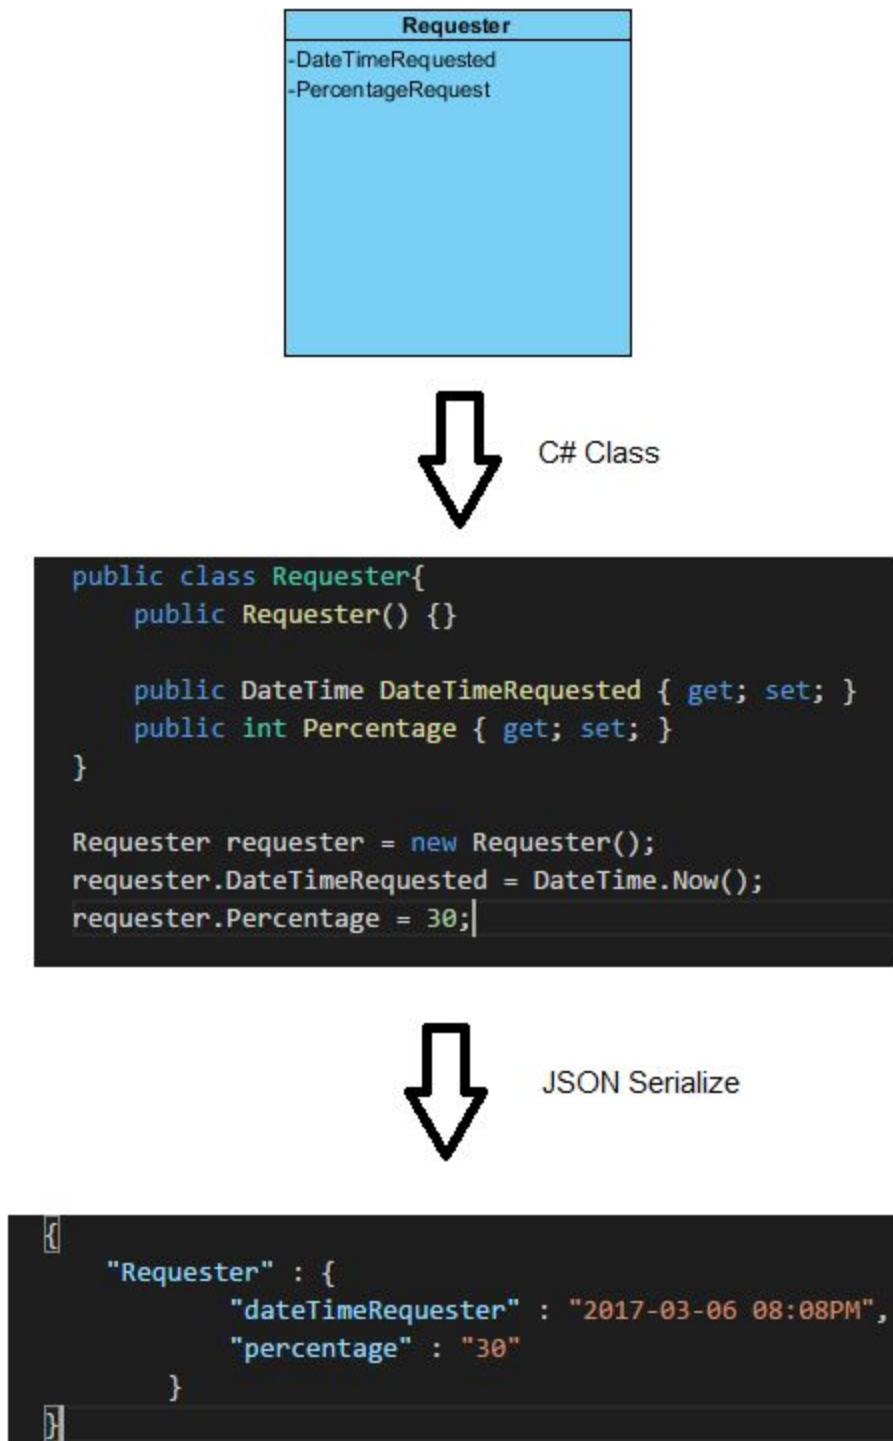 Requester
-DateTimeRequested
-PercentageRequest
C# Class
public class Requester{
    public Requester() {}
    public DateTime DateTimeRequested { get; set; }
    public int Percentage { get; set; }
}
Requester requester = new Requester();
requester.DateTimeRequested = DateTime.Now();
requester.Percentage = 30;
JSON Serialize
{
    "Requester" : {
            "dateTimeRequester" : "2017-03-06 08:08PM",
            "percentage" : "30"
        }
}